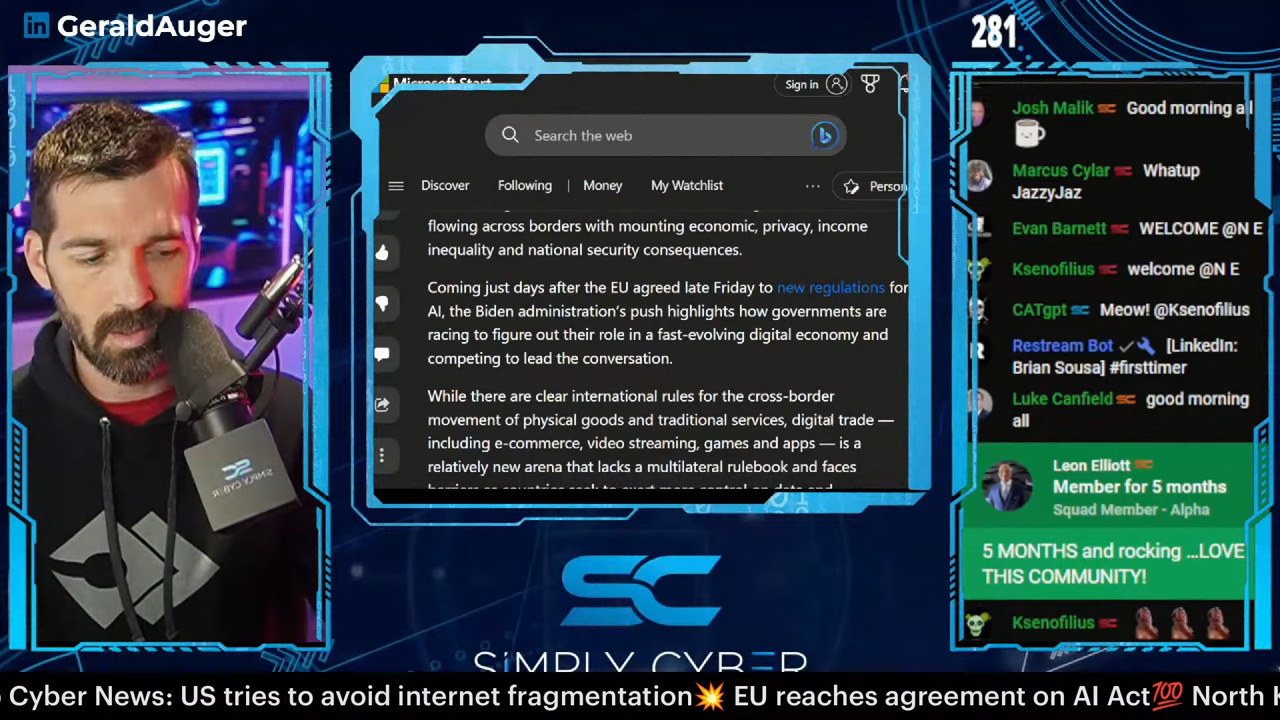 in GeraldAuger
281
Microsoft Start
Sign in
Search the web
Discover
Following
Money
My Watchlist
flowing across borders with mounting economic, privacy, income
inequality and national security consequences.
Coming just days after the EU agreed late Friday to new regulations for
AI, the Biden administration’s push highlights how governments are
racing to figure out their role in a fast-evolving digital economy and
competing to lead the conversation.
While there are clear international rules for the cross-border
movement of physical goods and traditional services, digital trade —
including e-commerce, video streaming, games and apps — is a
relatively new arena that lacks a multilateral rulebook and faces
Josh Malik Good morning all
Marcus Cylar Whatup
JazzyJaz
Evan Barnett WELCOME @N E
Ksenofilius welcome @N E
CATgpt Meow! @Ksenofilius
Restream Bot [LinkedIn:
Brian Sousa] #firsttimer
Luke Canfield good morning
all
Leon Elliott
Member for 5 months
Squad Member - Alpha
5 MONTHS and rocking ...LOVE
THIS COMMUNITY!
Ksenofilius
SC
SIMPLY CYBER
Cyber News: US tries to avoid internet fragmentation💥 EU reaches agreement on AI Act💯 North